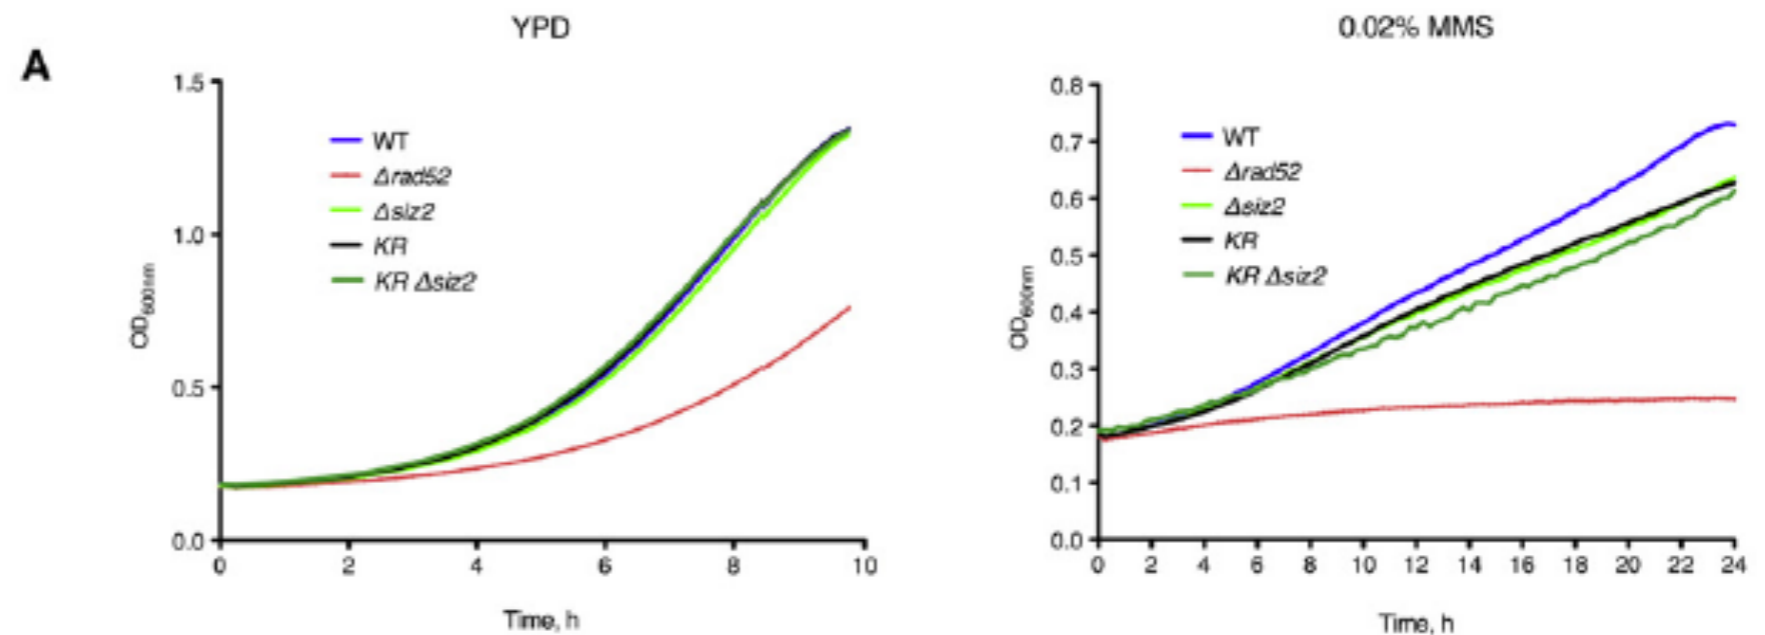 A
YPD
1.5
1.0
0.5
0.0
OD600nm
WT
Δrad52
Δsiz2
KR
KR Δsiz2
0 2 4 6 8 10
Time, h
0.02% MMS
0.8
0.7
0.6
0.5
0.4
0.3
0.2
0.1
0.0
OD600nm
WT
Δrad52
Δsiz2
KR
KR Δsiz2
0 2 4 6 8 10 12 14 16 18 20 22 24
Time, h